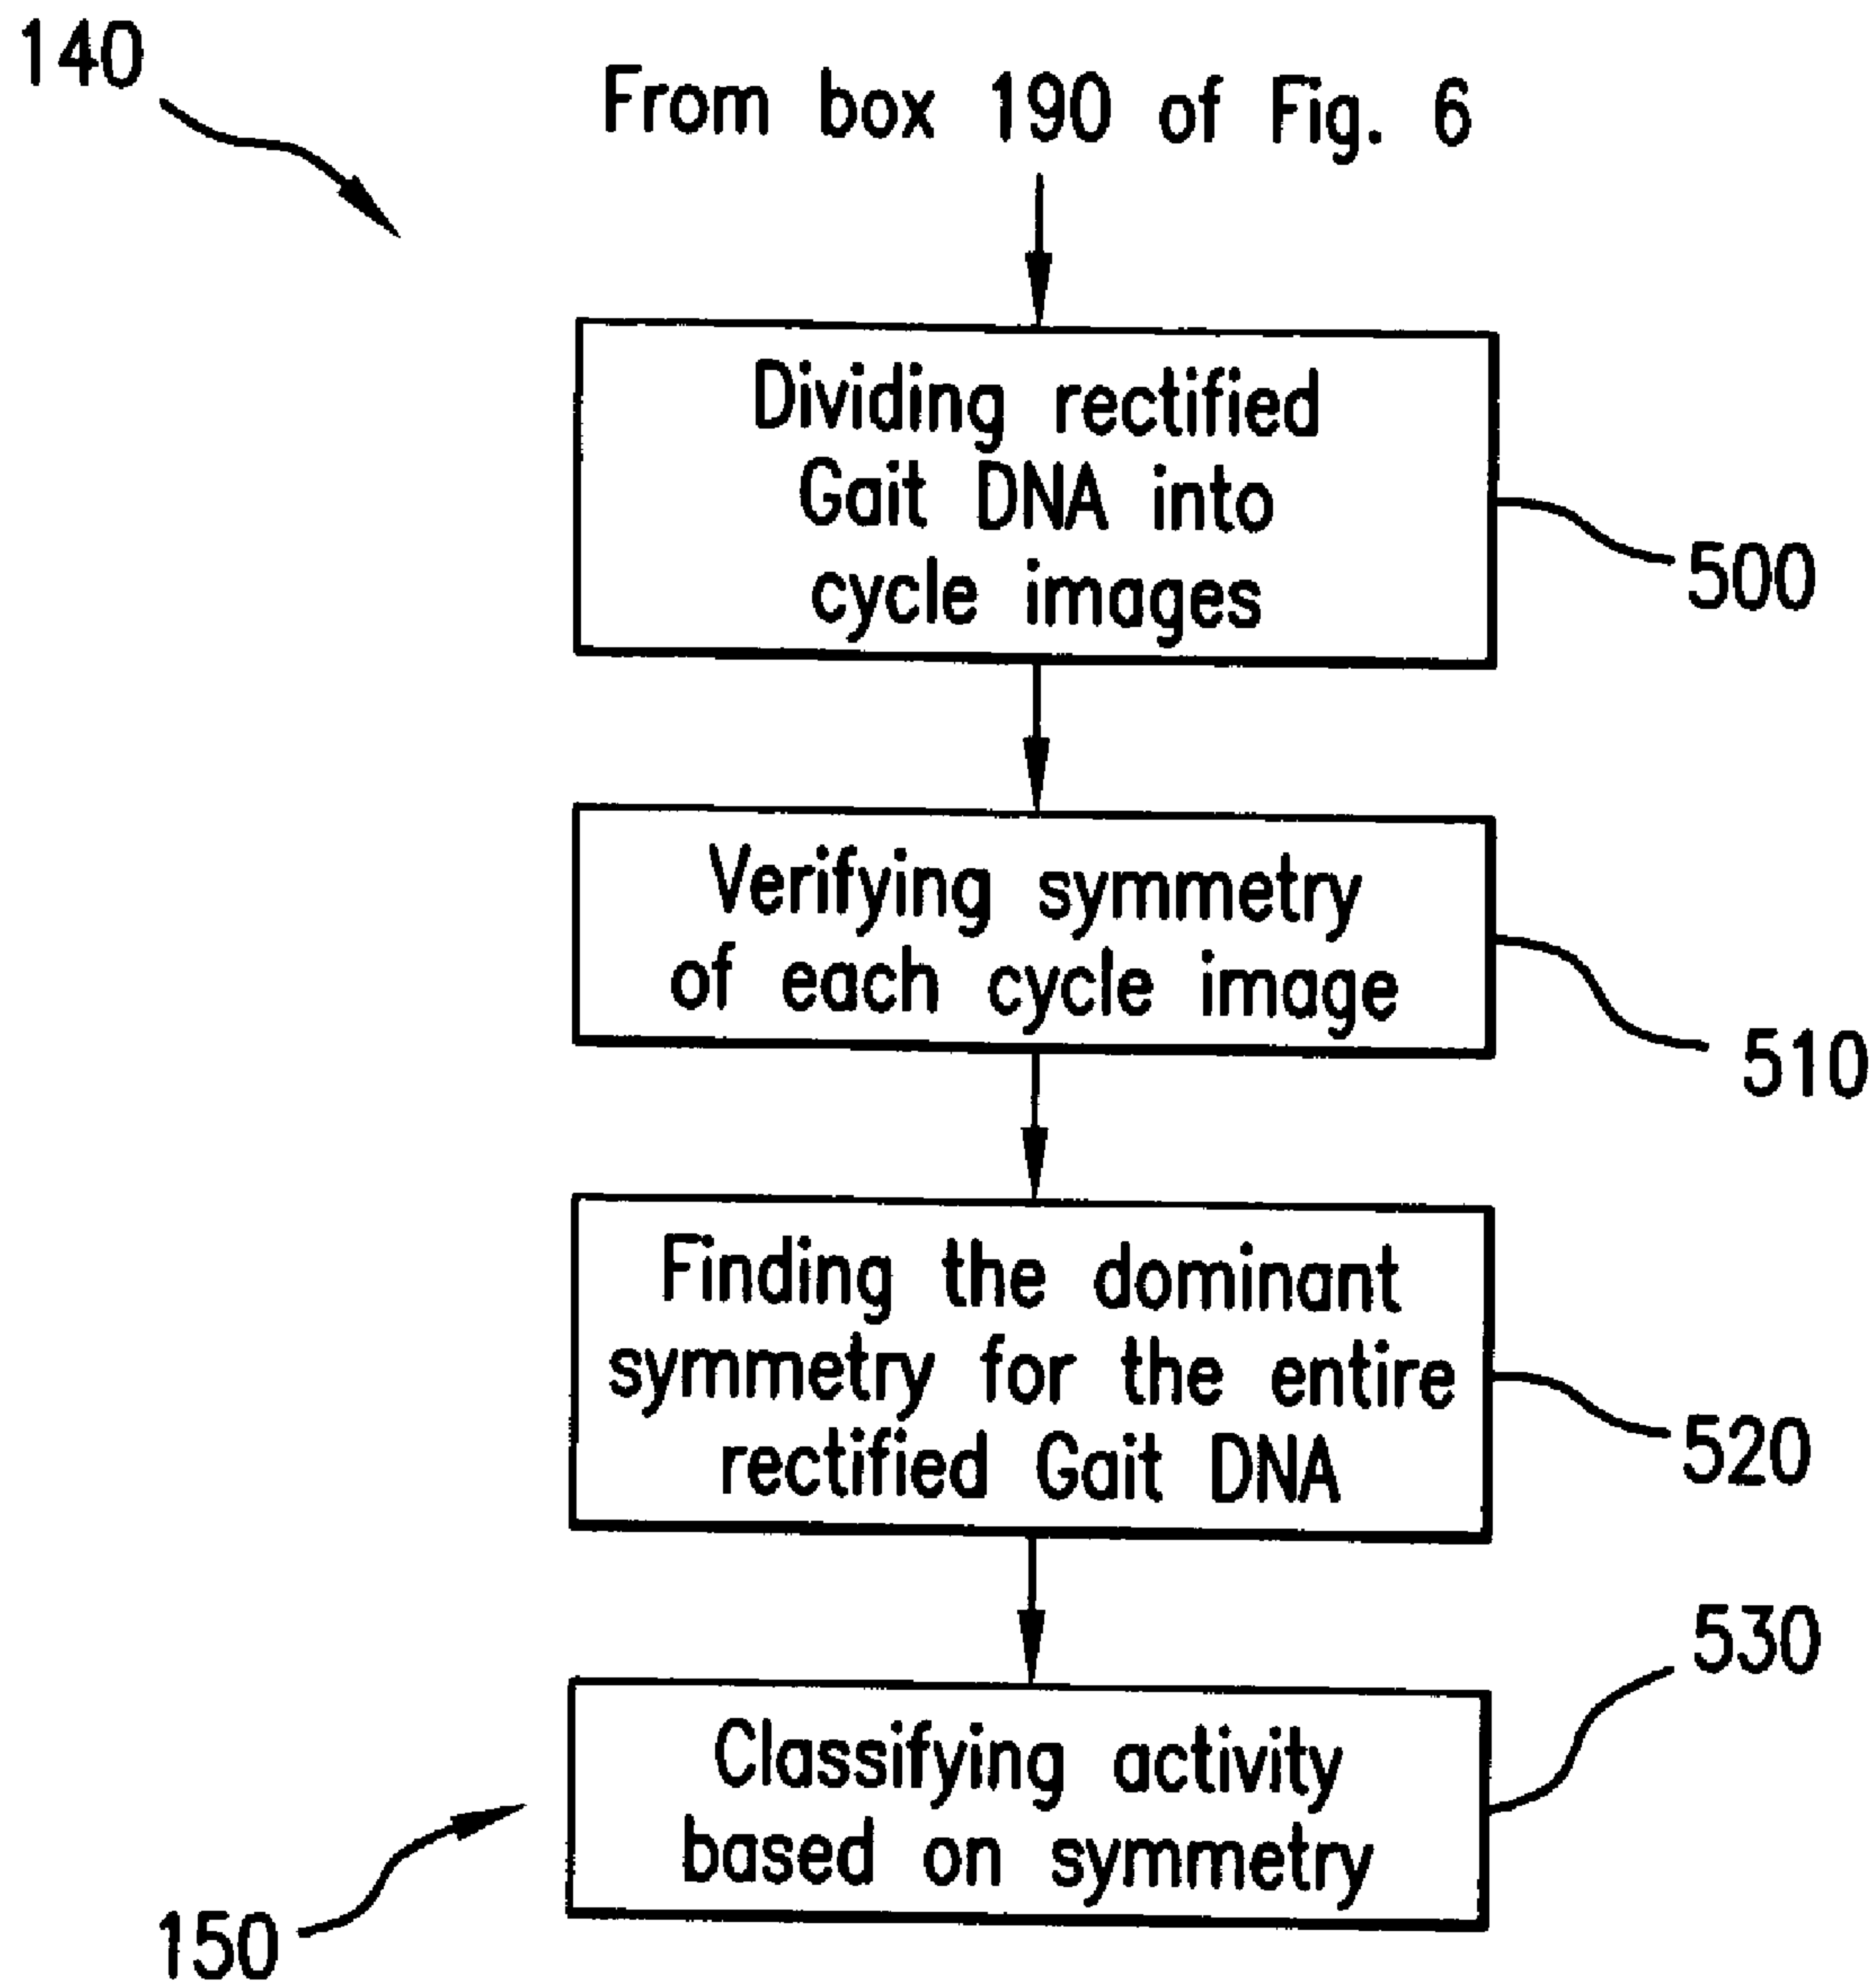 140
From box 190 of Fig. 6
Dividing rectified
Gait DNA into
cycle images
500
Verifying symmetry
of each cycle image
510
Finding the dominant
symmetry for the entire
rectified Gait DNA
520
530
Classifying activity
based on symmetry
150